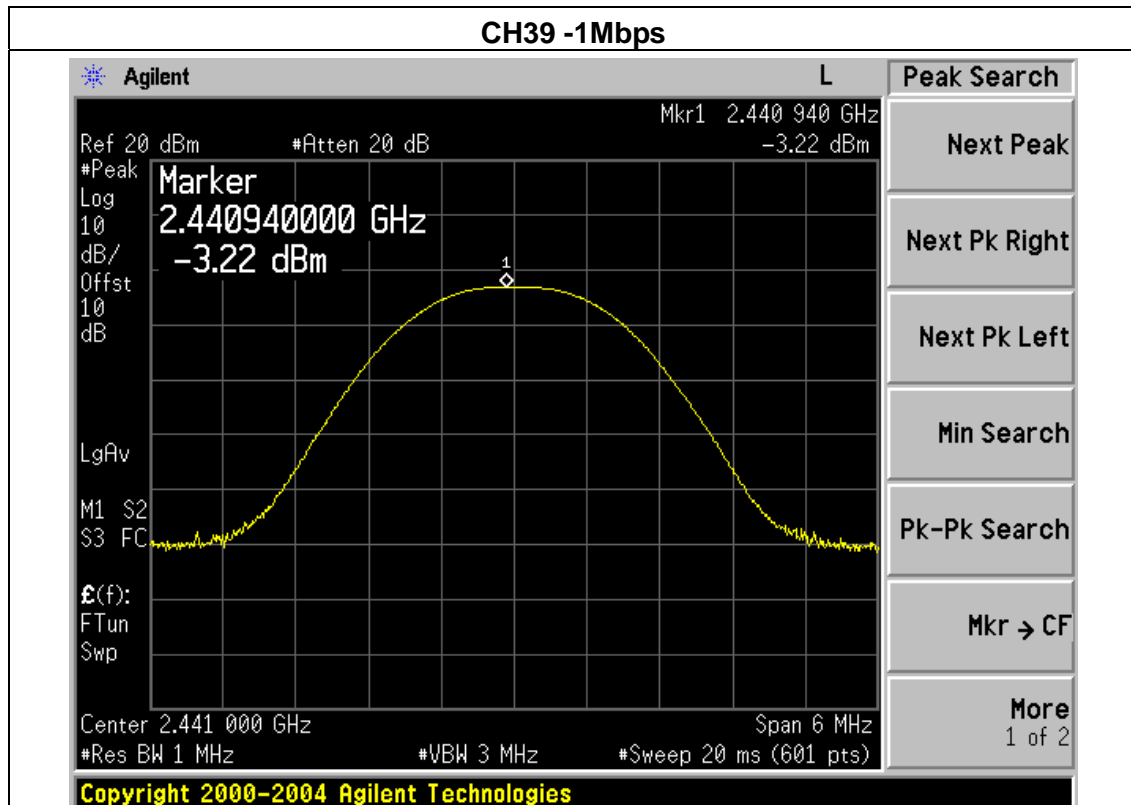 CH39 -1Mbps
Agilent L Peak Search
Mkr1 2.440 940 GHz
Ref 20 dBm #Atten 20 dB -3.22 dBm
#Peak
Log
10
dB/
Offst
10
dB
Marker
2.440940000 GHz
-3.22 dBm
1
LgAv
M1 S2
S3 FC
£(f):
FTun
Swp
Center 2.441 000 GHz Span 6 MHz
#Res BW 1 MHz #VBW 3 MHz #Sweep 20 ms (601 pts)
Next Peak
Next Pk Right
Next Pk Left
Min Search
Pk-Pk Search
Mkr → CF
More
1 of 2
Copyright 2000-2004 Agilent Technologies